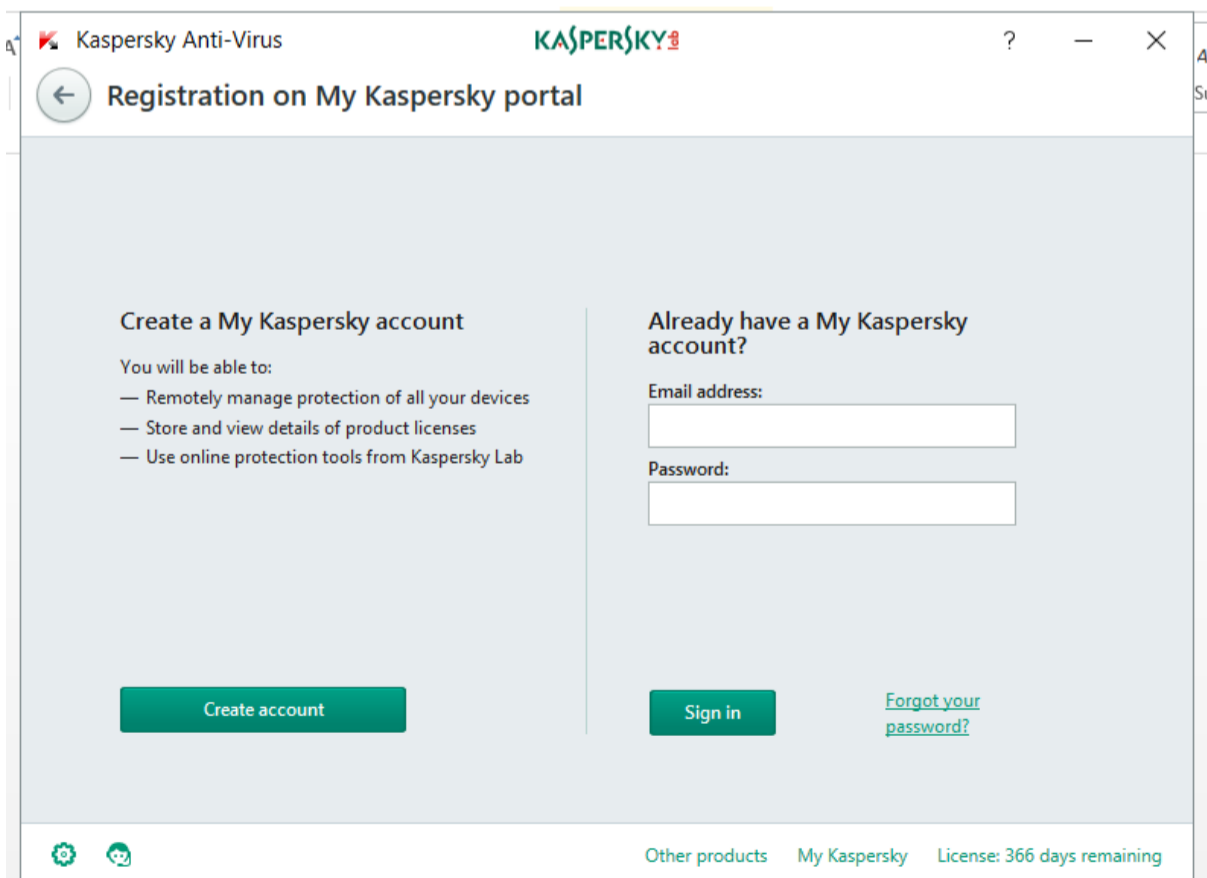 Kaspersky Anti-Virus
KASPERSKY lab
?
Registration on My Kaspersky portal
Create a My Kaspersky account
You will be able to:
— Remotely manage protection of all your devices
— Store and view details of product licenses
— Use online protection tools from Kaspersky Lab
Create account
Already have a My Kaspersky
account?
Email address:
Password:
Sign in
Forgot your
password?
Other products My Kaspersky License: 366 days remaining